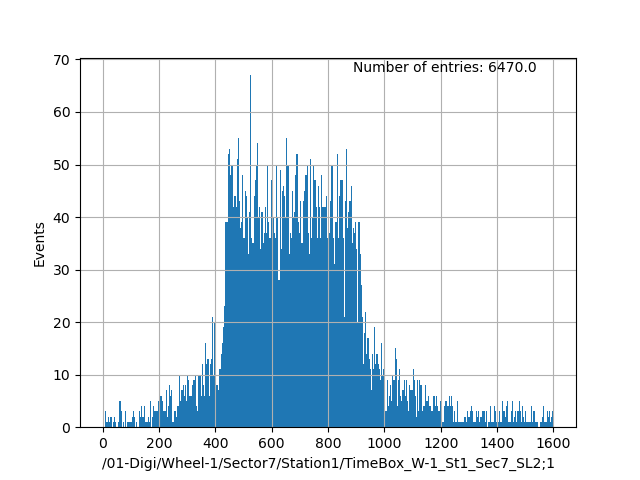 Number of entries: 6470.0
70
60
50
40
30
20
10
0
Events
0 200 400 600 800 1000 1200 1400 1600
/01-Digi/Wheel-1/Sector7/Station1/TimeBox_W-1_St1_Sec7_SL2;1